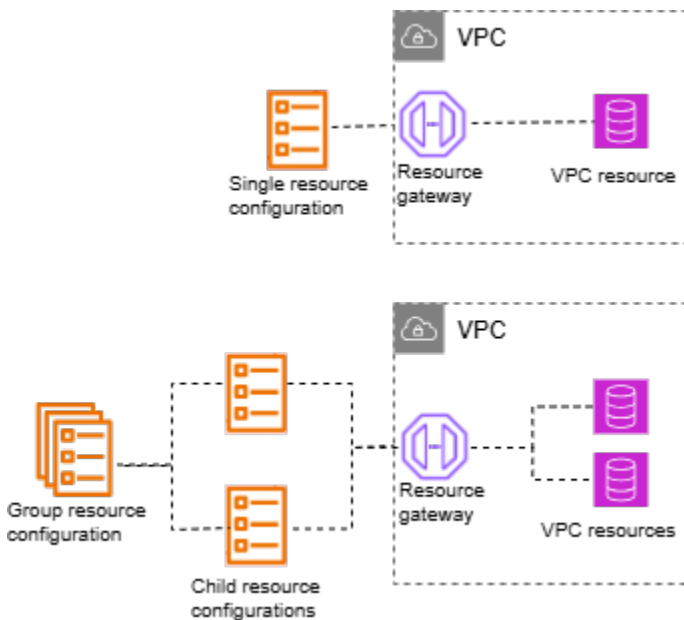 VPC
Single resource
configuration
Resource
gateway
VPC resource
VPC
Group resource
configuration
Child resource
configurations
Resource
gateway
VPC resources